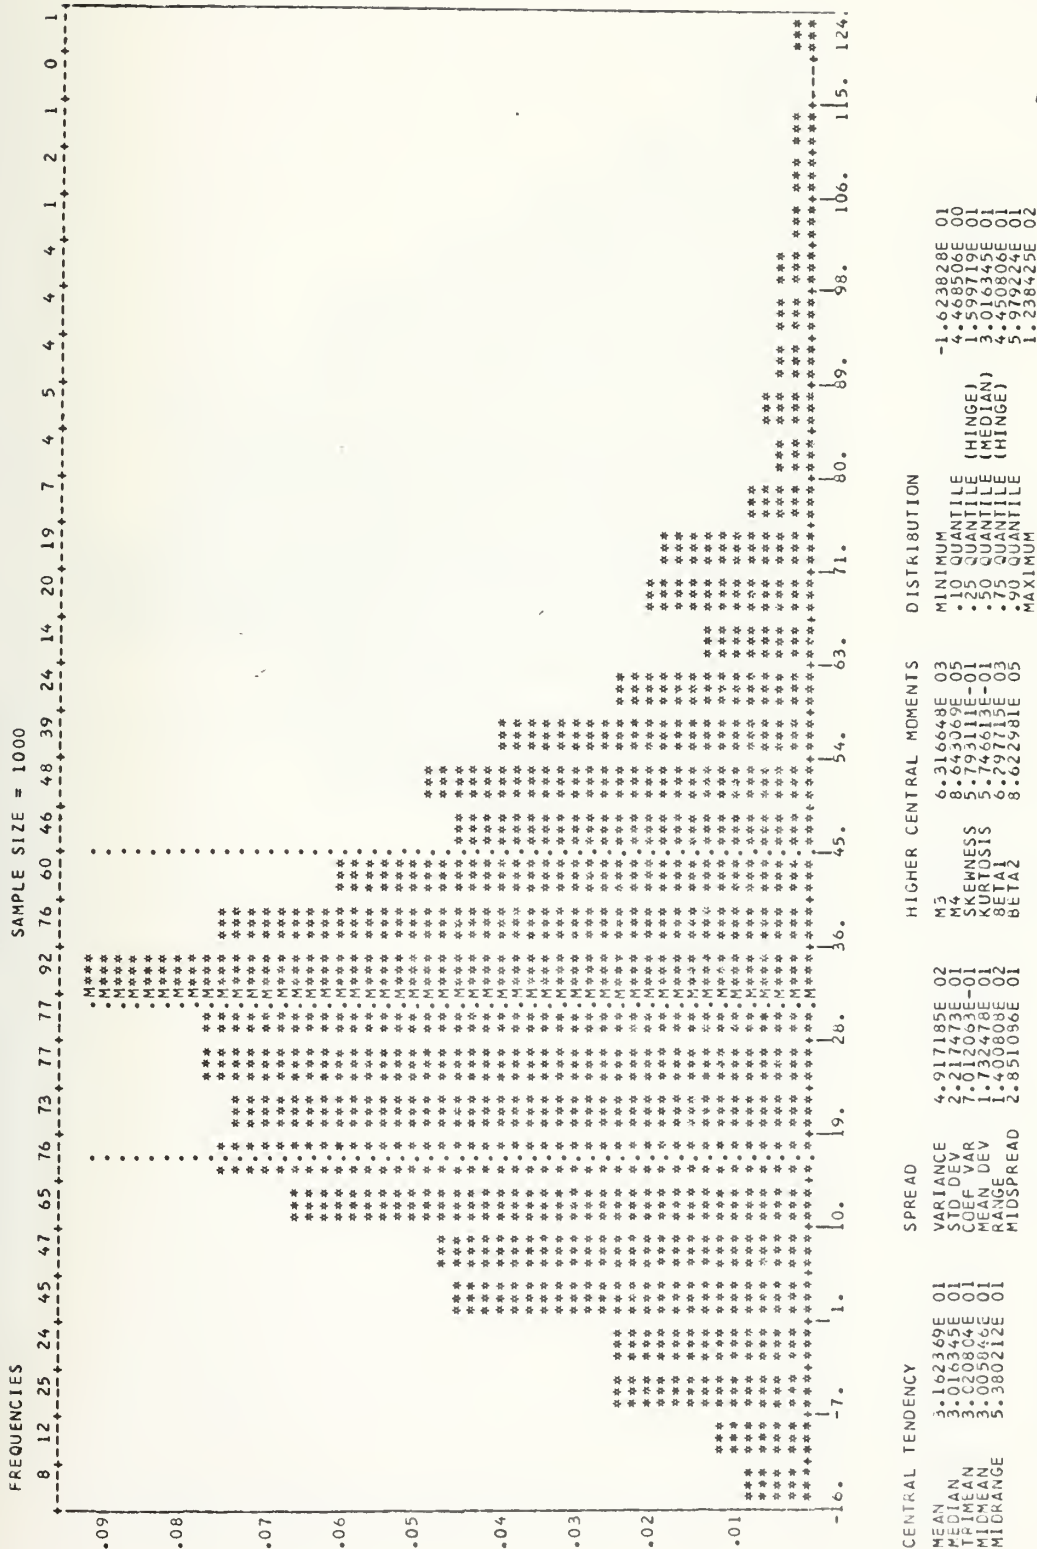 FREQUENCIES SAMPLE SIZE = 1000
8 12 25 24 45 47 65 76 73 77 77 92 76 60 46 48 39 24 14 20 19 7 4 5 4 4 4 1 2 1 0 1
.09
.08
.07
.06
.05
.04
.03
.02
.01
-16. -7. 1. 10. 19. 28. 36. 45. 54. 63. 71. 80. 89. 98. 106. 115. 124.
CENTRAL TENDENCY SPREAD HIGHER CENTRAL MOMENTS DISTRIBUTION
MEAN 3.162369E 01 VARIANCE 4.917185E 02 M3 6.316648E 03 MINIMUM -1.623828E 01
MEDIAN 3.016345E 01 STD DEV 2.217473E 01 M4 8.643069E 05 .10 QUANTILE 4.468506E 00
TRIMEAN 3.020804E 01 COEF VAR 7.012063E-01 SKEWNESS 5.793111E-01 .25 QUANTILE (HINGE) 1.599719E 01
MIDMEAN 3.005846E 01 MEAN DEV 1.732478E 01 KURTOSIS 5.746613E-01 .50 QUANTILE (MEDIAN) 3.016345E 01
MIDRANGE 5.380212E 01 RANGE 1.400808E 02 BETA1 6.297715E 03 .75 QUANTILE (HINGE) 4.450806E 01
MIDSPREAD 2.851086E 01 BETA2 8.622981E 05 .90 QUANTILE 5.979224E 01
MAXIMUM 1.238425E 02